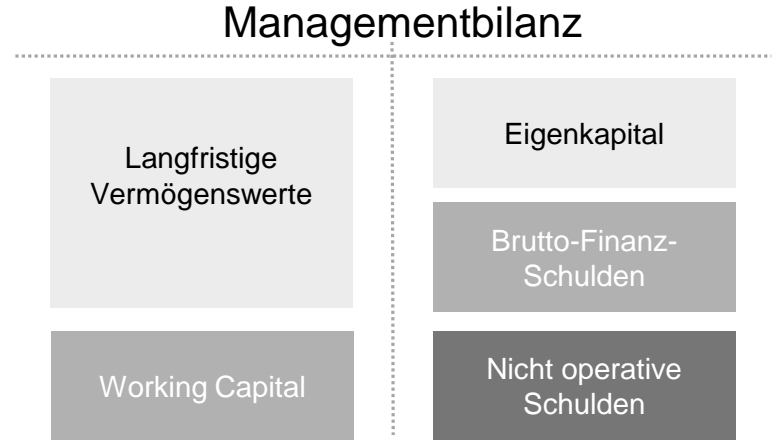 Managementbilanz
Langfristige
Vermögenswerte
Working Capital
Eigenkapital
Brutto-Finanz-
Schulden
Nicht operative
Schulden